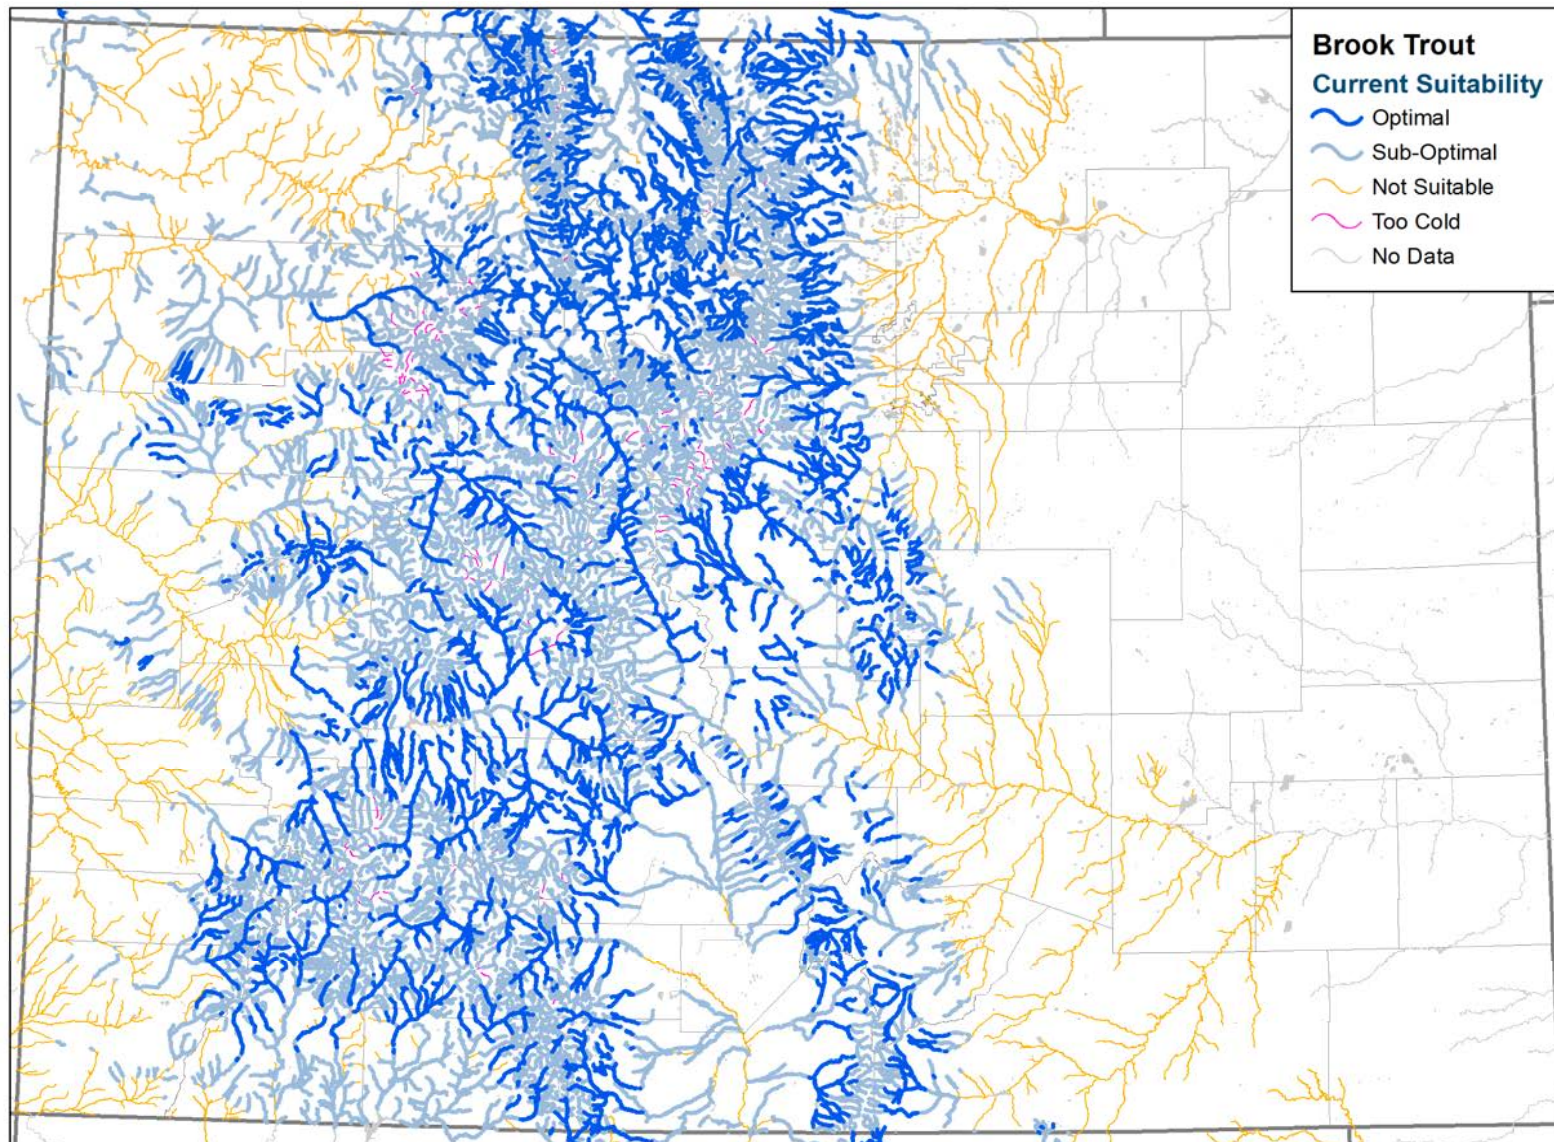 Brook Trout
Current Suitability
Optimal
Sub-Optimal
Not Suitable
Too Cold
No Data